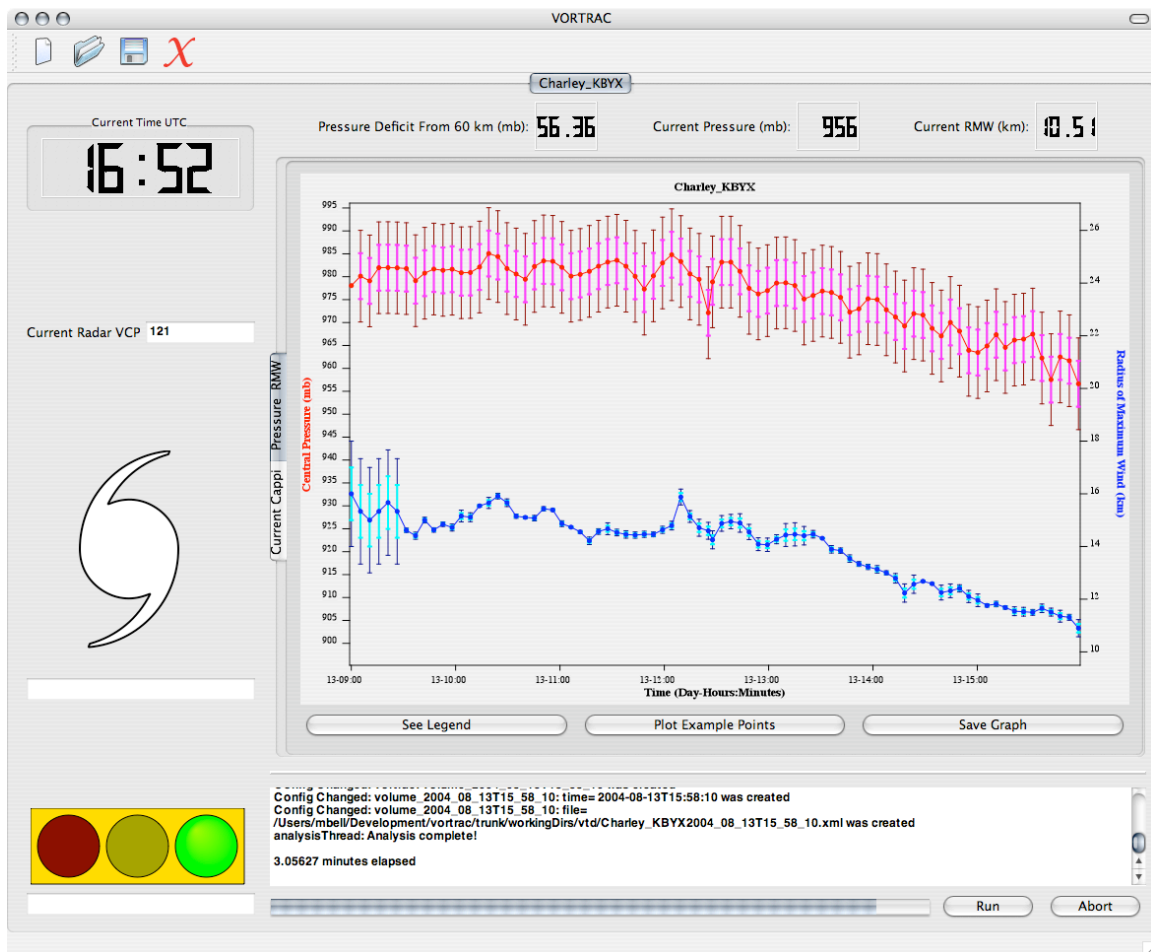 VORTRAC
X
Charley_KBYX
Current Time UTC
16:52
Pressure Deficit From 60 km (mb): 56.36
Current Pressure (mb): 956
Current RMW (km): 10.51
Current Radar VCP 121
Pressure RMW
Current Cappi
Charley_KBYX
Central Pressure (mb)
995
990
985
980
975
970
965
960
955
950
945
940
935
930
925
920
915
910
905
900
26
24
22
20
18
16
14
12
10
Radius of Maximum Wind (km)
13-09:00 13-10:00 13-11:00 13-12:00 13-13:00 13-14:00 13-15:00
Time (Day-Hours:Minutes)
See Legend
Plot Example Points
Save Graph
Config Changed: volume_2004_08_13T15_58_10: time= 2004-08-13T15:58:10 was created
Config Changed: volume_2004_08_13T15_58_10: file=
/Users/mbell/Development/vortrac/trunk/workingDirs/vtd/Charley_KBYX2004_08_13T15_58_10.xml was created
analysisThread: Analysis complete!
3.05627 minutes elapsed
Run
Abort